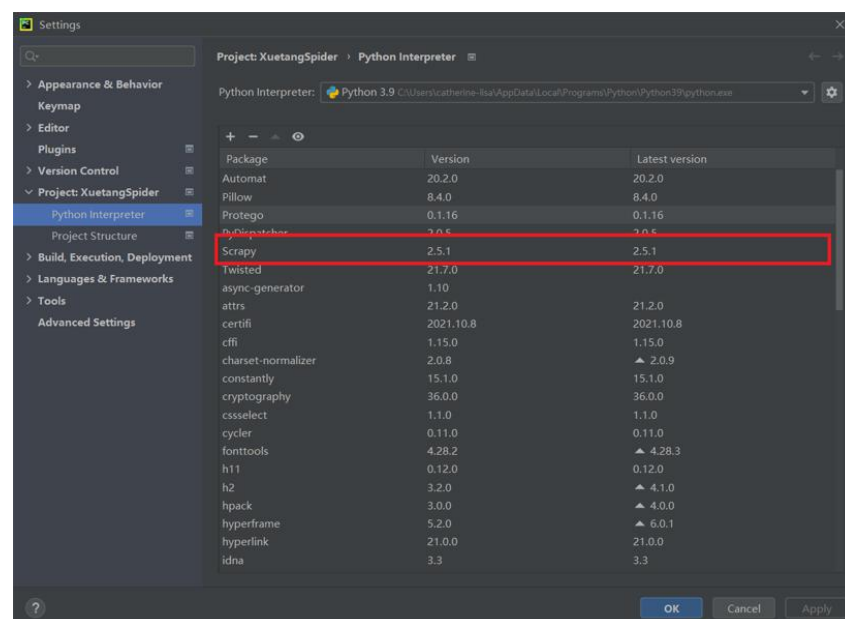 Settings
Appearance & Behavior
Keymap
Editor
Plugins
Version Control
Project: XuetangSpider
Python Interpreter
Project Structure
Build, Execution, Deployment
Languages & Frameworks
Tools
Advanced Settings
Project: XuetangSpider › Python Interpreter
Python Interpreter: Python 3.9 C:\Users\catherine-lisa\AppData\Local\Programs\Python\Python39\python.exe
Package Version Latest version
Automat 20.2.0 20.2.0
Pillow 8.4.0 8.4.0
Protego 0.1.16 0.1.16
PyDispatcher 2.0.5 2.0.5
Scrapy 2.5.1 2.5.1
Twisted 21.7.0 21.7.0
async-generator 1.10
attrs 21.2.0 21.2.0
certifi 2021.10.8 2021.10.8
cffi 1.15.0 1.15.0
charset-normalizer 2.0.8 ▲ 2.0.9
constantly 15.1.0 15.1.0
cryptography 36.0.0 36.0.0
cssselect 1.1.0 1.1.0
cycler 0.11.0 0.11.0
fonttools 4.28.2 ▲ 4.28.3
h11 0.12.0 0.12.0
h2 3.2.0 ▲ 4.1.0
hpack 3.0.0 ▲ 4.0.0
hyperframe 5.2.0 ▲ 6.0.1
hyperlink 21.0.0 21.0.0
idna 3.3 3.3
? OK Cancel Apply